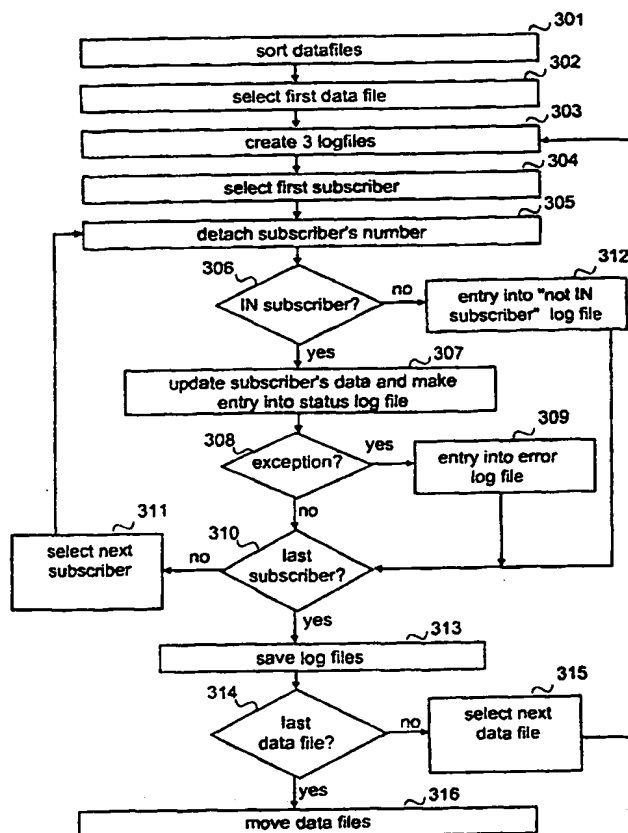 301
sort datafiles
302
select first data file
303
create 3 logfiles
304
select first subscriber
305
detach subscriber's number
306
IN subscriber?
no
312
entry into "not IN
subscriber" log file
yes
307
update subscriber's data and make
entry into status log file
308
exception?
yes
309
entry into error
log file
no
310
last
subscriber?
no
311
select next
subscriber
yes
313
save log files
314
last
data file?
no
315
select next
data file
yes
316
move data files